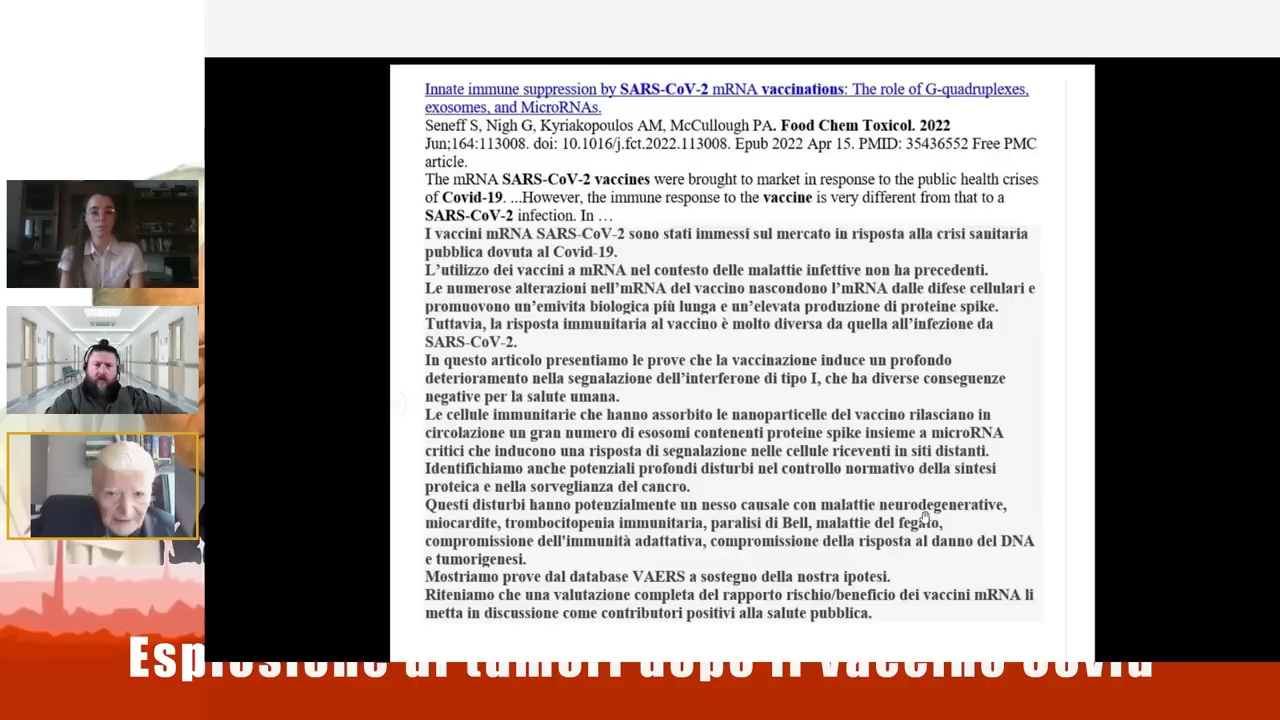 Innate immune suppression by SARS-CoV-2 mRNA vaccinations: The role of G-quadruplexes,
exosomes, and MicroRNAs.
Seneff S, Nigh G, Kyriakopoulos AM, McCullough PA. Food Chem Toxicol. 2022
Jun;164:113008. doi: 10.1016/j.fct.2022.113008. Epub 2022 Apr 15. PMID: 35436552 Free PMC
article.
The mRNA SARS-CoV-2 vaccines were brought to market in response to the public health crises
of Covid-19. ...However, the immune response to the vaccine is very different from that to a
SARS-CoV-2 infection. In …
I vaccini mRNA SARS-CoV-2 sono stati immessi sul mercato in risposta alla crisi sanitaria
pubblica dovuta al Covid-19.
L’utilizzo dei vaccini a mRNA nel contesto delle malattie infettive non ha precedenti.
Le numerose alterazioni nell’mRNA del vaccino nascondono l’mRNA dalle difese cellulari e
promuovono un’emivita biologica più lunga e un’elevata produzione di proteine spike.
Tuttavia, la risposta immunitaria al vaccino è molto diversa da quella all’infezione da
SARS-CoV-2.
In questo articolo presentiamo le prove che la vaccinazione induce un profondo
deterioramento nella segnalazione dell’interferone di tipo I, che ha diverse conseguenze
negative per la salute umana.
Le cellule immunitarie che hanno assorbito le nanoparticelle del vaccino rilasciano in
circolazione un gran numero di esosomi contenenti proteine spike insieme a microRNA
critici che inducono una risposta di segnalazione nelle cellule riceventi in siti distanti.
Identifichiamo anche potenziali profondi disturbi nel controllo normativo della sintesi
proteica e nella sorveglianza del cancro.
Questi disturbi hanno potenzialmente un nesso causale con malattie neurodegenerative,
miocardite, trombocitopenia immunitaria, paralisi di Bell, malattie del fegato,
compromissione dell'immunità adattativa, compromissione della risposta al danno del DNA
e tumorigenesi.
Mostriamo prove dal database VAERS a sostegno della nostra ipotesi.
Riteniamo che una valutazione completa del rapporto rischio/beneficio dei vaccini mRNA li
metta in discussione come contributori positivi alla salute pubblica.
Esplosione di tumori dopo il vaccino Covid